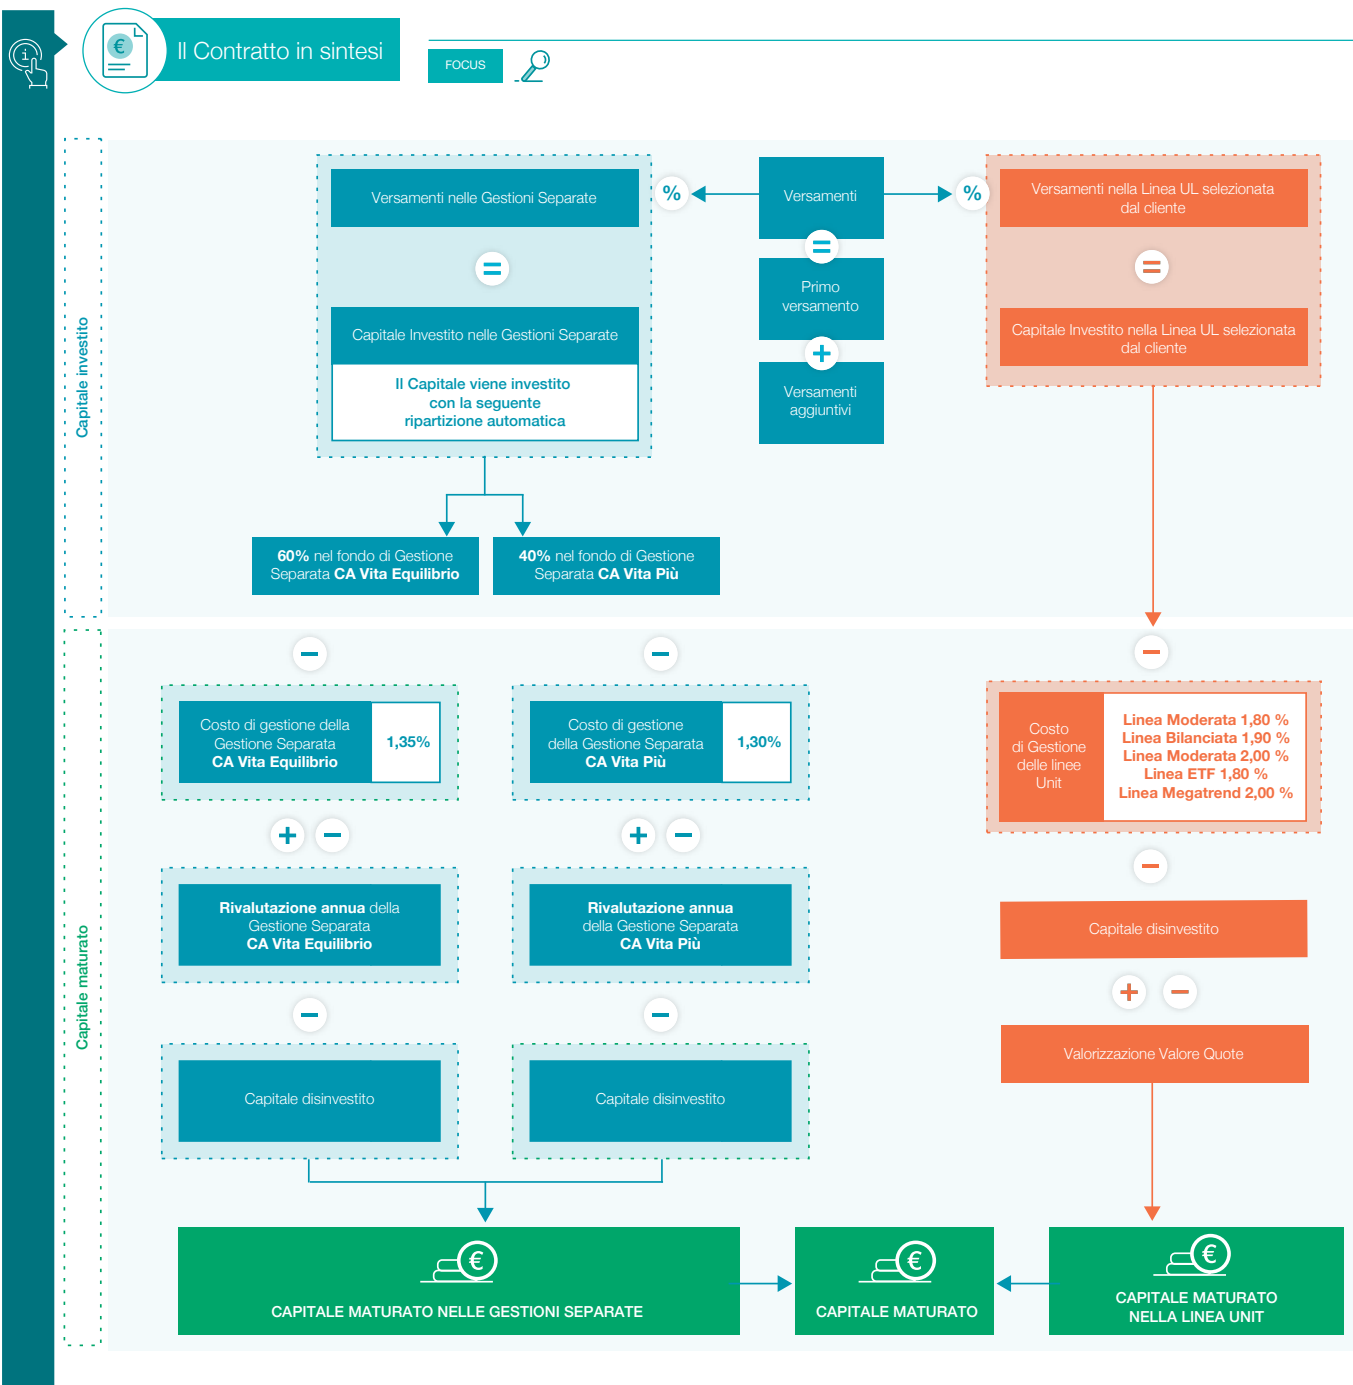 Il Contratto in sintesi
FOCUS
Capitale investito
Versamenti nelle Gestioni Separate
%
Versamenti
%
Versamenti nella Linea UL selezionata
dal cliente
=
=
=
Capitale Investito nelle Gestioni Separate
Il Capitale viene investito
con la seguente
ripartizione automatica
Primo
versamento
+
Versamenti
aggiuntivi
Capitale Investito nella Linea UL selezionata
dal cliente
60% nel fondo di Gestione
Separata CA Vita Equilibrio
40% nel fondo di Gestione
Separata CA Vita Più
Capitale maturato
−
−
−
Costo di gestione della
Gestione Separata
CA Vita Equilibrio
1,35%
Costo di gestione
della Gestione Separata
CA Vita Più
1,30%
Costo
di Gestione
delle linee
Unit
Linea Moderata 1,80 %
Linea Bilanciata 1,90 %
Linea Moderata 2,00 %
Linea ETF 1,80 %
Linea Megatrend 2,00 %
+ −
+ −
−
Rivalutazione annua della
Gestione Separata
CA Vita Equilibrio
Rivalutazione annua
della Gestione Separata
CA Vita Più
Capitale disinvestito
−
−
+ −
Capitale disinvestito
Capitale disinvestito
Valorizzazione Valore Quote
€
CAPITALE MATURATO NELLE GESTIONI SEPARATE
€
CAPITALE MATURATO
€
CAPITALE MATURATO
NELLA LINEA UNIT